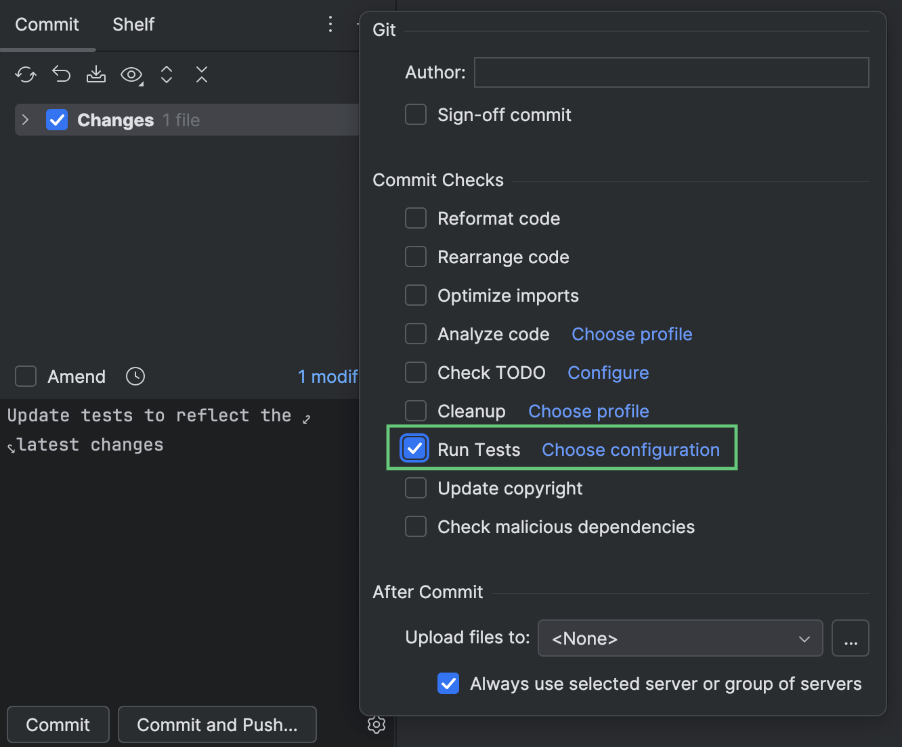 Commit Shelf
Changes 1 file
Amend 1 modif
Update tests to reflect the
latest changes
Commit Commit and Push...
Git
Author:
Sign-off commit
Commit Checks
Reformat code
Rearrange code
Optimize imports
Analyze code Choose profile
Check TODO Configure
Cleanup Choose profile
Run Tests Choose configuration
Update copyright
Check malicious dependencies
After Commit
Upload files to: <None> ...
Always use selected server or group of servers